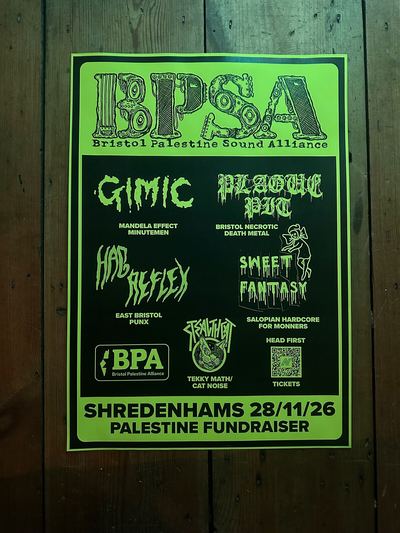 BPSA
Bristol Palestine Sound Alliance
GIMIC
MANDELA EFFECT
MINUTEMEN
PLAGUE
PIT
BRISTOL NECROTIC
DEATH METAL
HAG
REFLEX
EAST BRISTOL
PUNX
SWEET
FANTASY
SALOPIAN HARDCORE
FOR MONNERS
BPA
Bristol Palestine Alliance
TEKKY MATH/
CAT NOISE
HEAD FIRST
TICKETS
SHREDENHAMS 28/11/26
PALESTINE FUNDRAISER